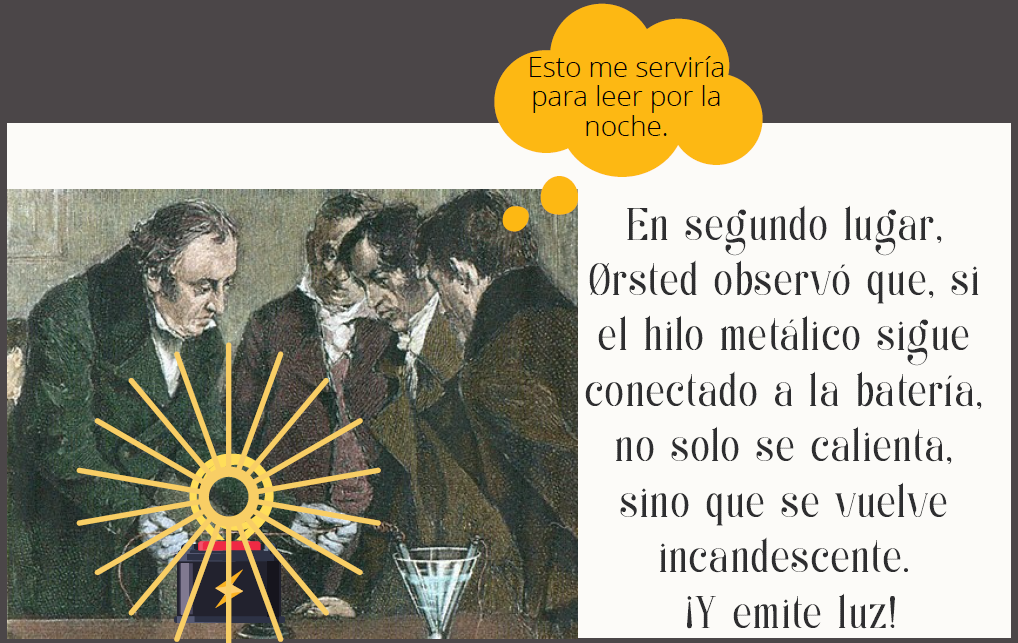 Esto me serviría
para leer por la
noche.
En segundo lugar,
Ørsted observó que, si
el hilo metálico sigue
conectado a la batería,
no solo se calienta,
sino que se vuelve
incandescente.
¡Y emite luz!